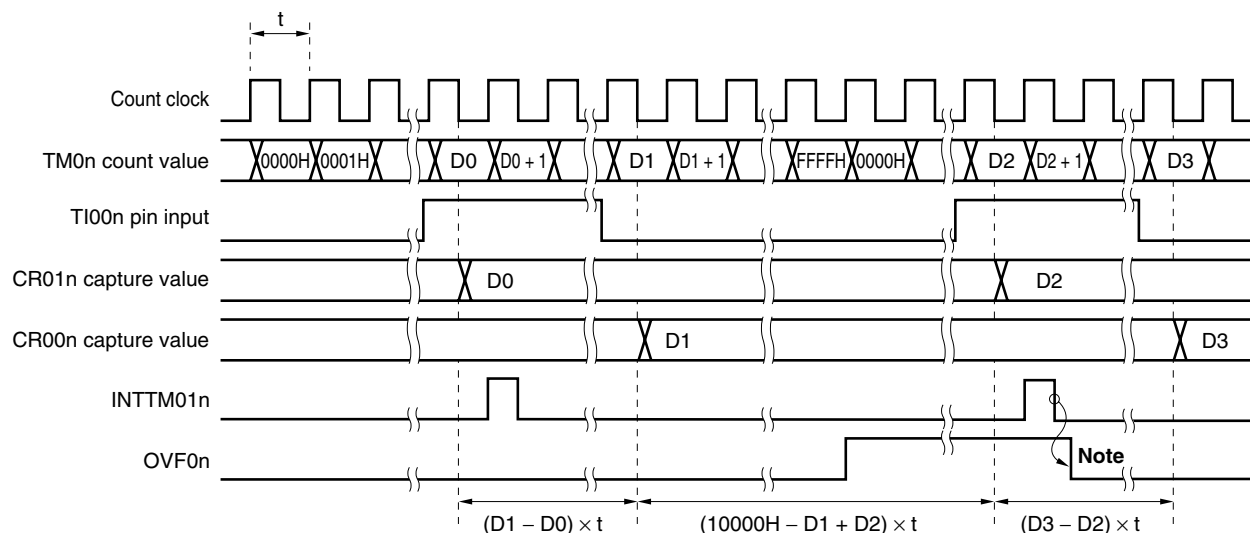 t
Count clock
TM0n count value 0000H 0001H D0 D0 + 1 D1 D1 + 1 FFFFH 0000H D2 D2 + 1 D3
TI00n pin input
CR01n capture value D0 D2
CR00n capture value D1 D3
INTTM01n
OVF0n Note
(D1 − D0) × t (10000H − D1 + D2) × t (D3 − D2) × t